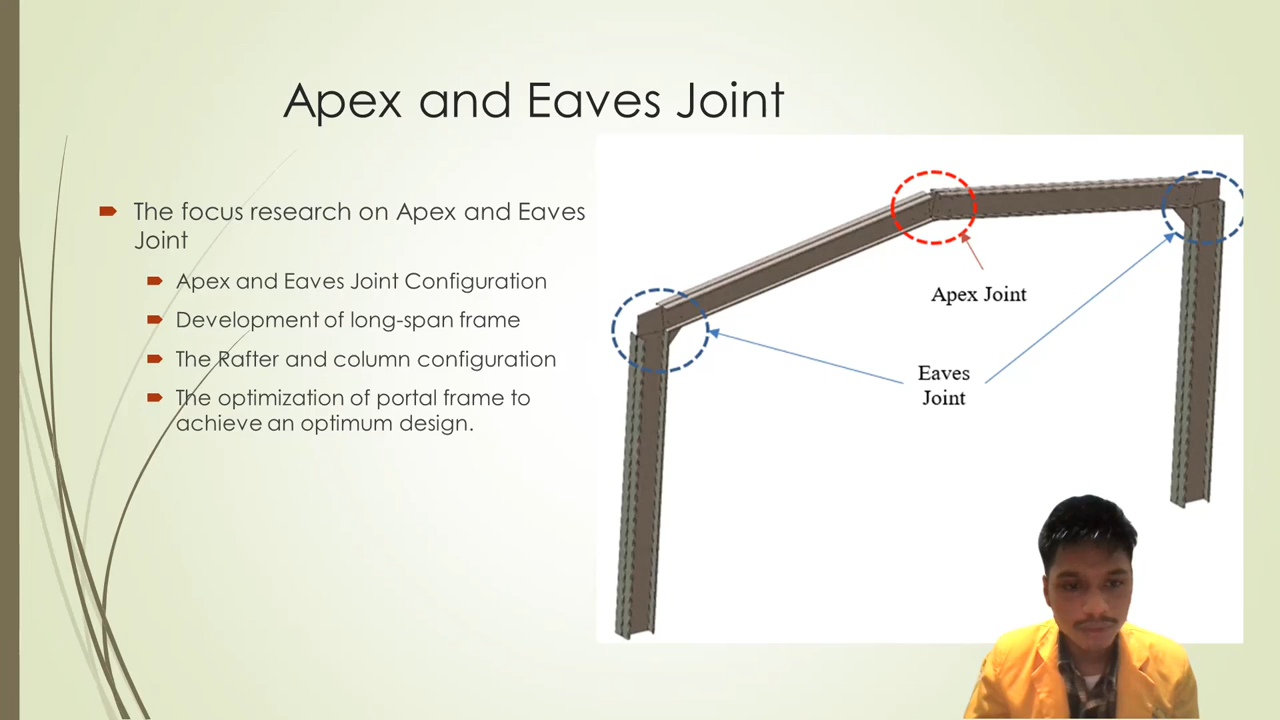 Apex and Eaves Joint
The focus research on Apex and Eaves
Joint
Apex and Eaves Joint Configuration
Development of long-span frame
The Rafter and column configuration
The optimization of portal frame to
achieve an optimum design.
Apex Joint
Eaves
Joint